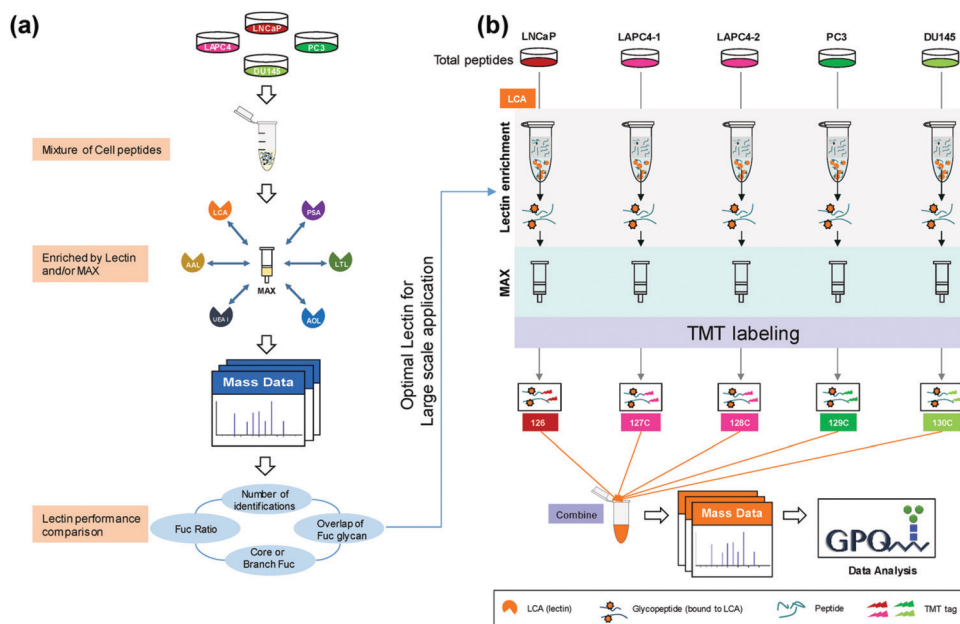 (a)
LNCaP
LAPC4
PC3
DU145
Mixture of Cell peptides
LCA
PSA
Enriched by Lectin
and/or MAX
AAL
LTL
MAX
UEA I
AOL
Mass Data
Number of
identifications
Lectin performance
comparison
Fuc Ratio
Overlap of
Fuc glycan
Core or
Branch Fuc
Optimal Lectin for
Large scale application
(b)
LNCaP
LAPC4-1
LAPC4-2
PC3
DU145
Total peptides
LCA
Lectin enrichment
MAX
TMT labeling
126
127C
128C
129C
130C
Combine
Mass Data
GPQ
Data Analysis
LCA (lectin)
Glycopeptide (bound to LCA)
Peptide
TMT tag